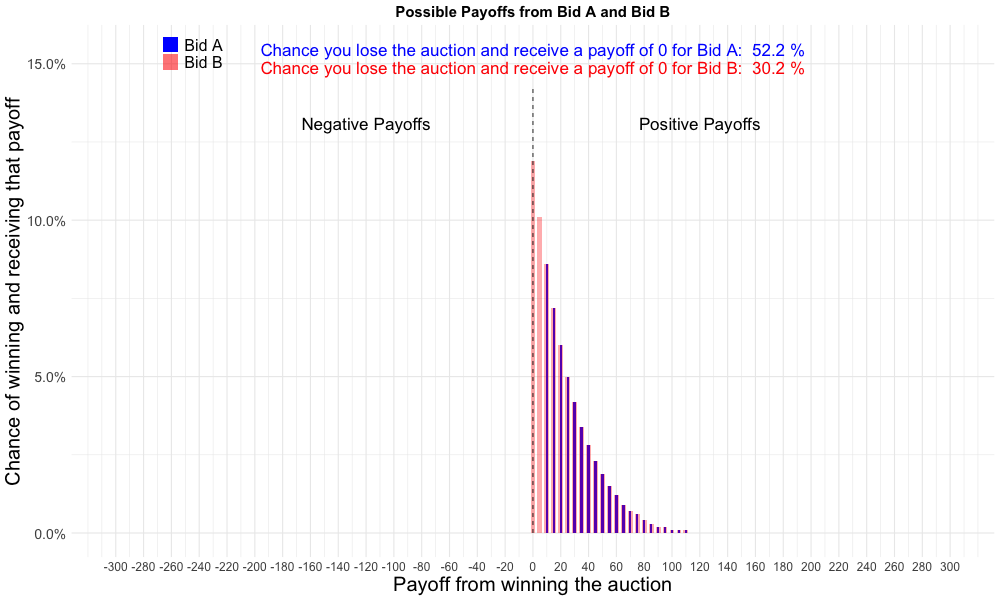 Possible Payoffs from Bid A and Bid B
Bid A
Bid B
Chance you lose the auction and receive a payoff of 0 for Bid A: 52.2 %
Chance you lose the auction and receive a payoff of 0 for Bid B: 30.2 %
Negative Payoffs
Positive Payoffs
Chance of winning and receiving that payoff
15.0%
10.0%
5.0%
0.0%
-300 -280 -260 -240 -220 -200 -180 -160 -140 -120 -100 -80 -60 -40 -20 0 20 40 60 80 100 120 140 160 180 200 220 240 260 280 300
Payoff from winning the auction